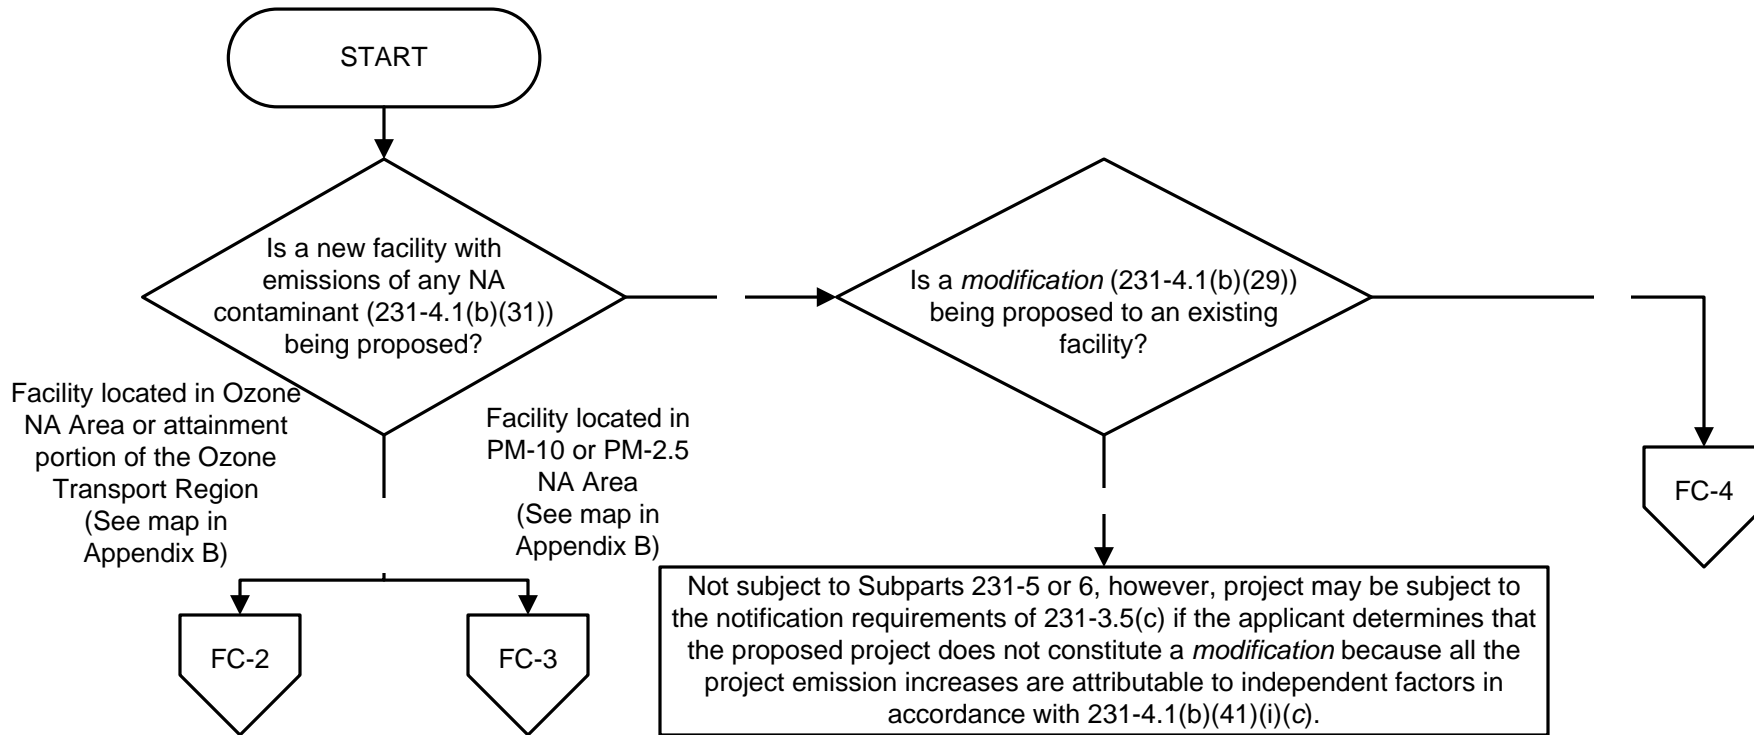 START
Is a new facility with
emissions of any NA
contaminant (231-4.1(b)(31))
being proposed?
Is a modification (231-4.1(b)(29))
being proposed to an existing
facility?
Facility located in Ozone
NA Area or attainment
portion of the Ozone
Transport Region
(See map in
Appendix B)
Facility located in
PM-10 or PM-2.5
NA Area
(See map in
Appendix B)
FC-4
FC-2
FC-3
Not subject to Subparts 231-5 or 6, however, project may be subject to
the notification requirements of 231-3.5(c) if the applicant determines that
the proposed project does not constitute a modification because all the
project emission increases are attributable to independent factors in
accordance with 231-4.1(b)(41)(i)(c).